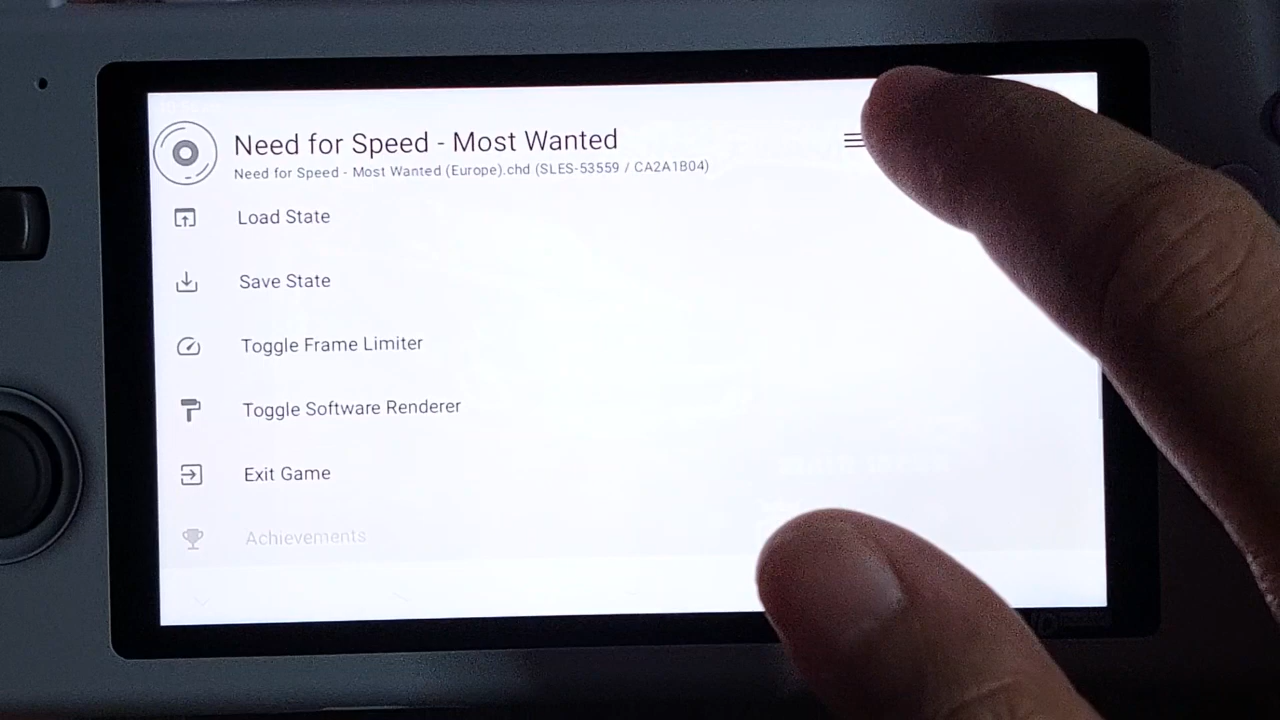 Need for Speed - Most Wanted
Need for Speed - Most Wanted (Europe).chd (SLES-53559 / CA2A1B04)
Load State
Save State
Toggle Frame Limiter
Toggle Software Renderer
Exit Game
Achievements